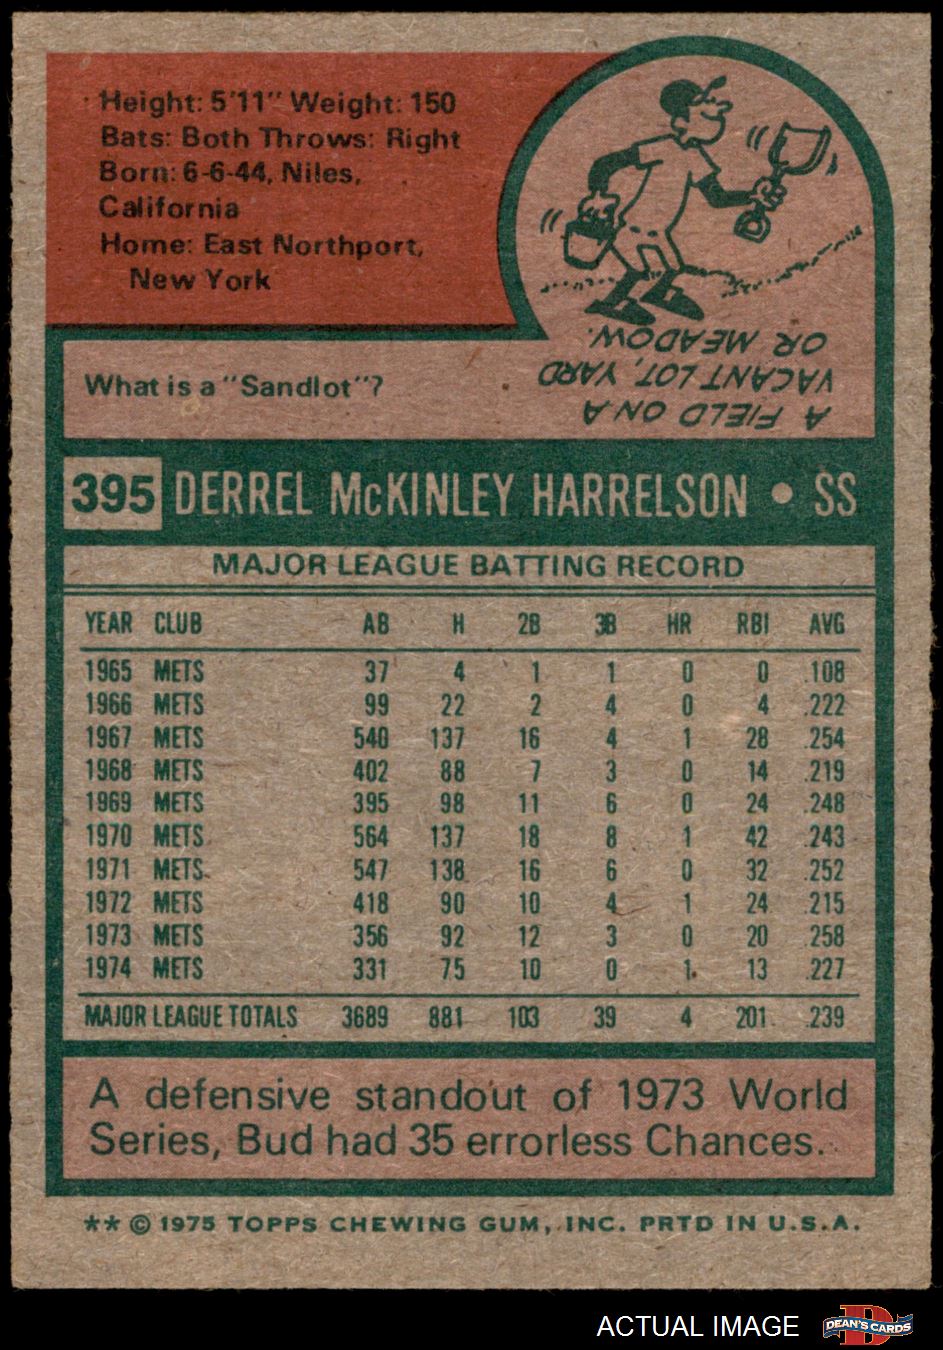 Height: 5'11" Weight: 150
Bats: Both Throws: Right
Born: 6-6-44, Niles,
California
Home: East Northport,
New York
What is a "Sandlot"?
A FIELD ON A
VACANT LOT, YARD
OR MEADOW.
395 DERREL McKINLEY HARRELSON • SS
MAJOR LEAGUE BATTING RECORD
YEAR CLUB AB H 2B 3B HR RBI AVG
1965 METS 37 4 1 1 0 0 .108
1966 METS 99 22 2 4 0 4 .222
1967 METS 540 137 16 4 1 28 .254
1968 METS 402 88 7 3 0 14 .219
1969 METS 395 98 11 6 0 24 .248
1970 METS 564 137 18 8 1 42 .243
1971 METS 547 138 16 6 0 32 .252
1972 METS 418 90 10 4 1 24 .215
1973 METS 356 92 12 3 0 20 .258
1974 METS 331 75 10 0 1 13 .227
MAJOR LEAGUE TOTALS 3689 881 103 39 4 201 .239
A defensive standout of 1973 World
Series, Bud had 35 errorless Chances.
** © 1975 TOPPS CHEWING GUM, INC. PRTD IN U.S.A.
ACTUAL IMAGE DEAN'S CARDS